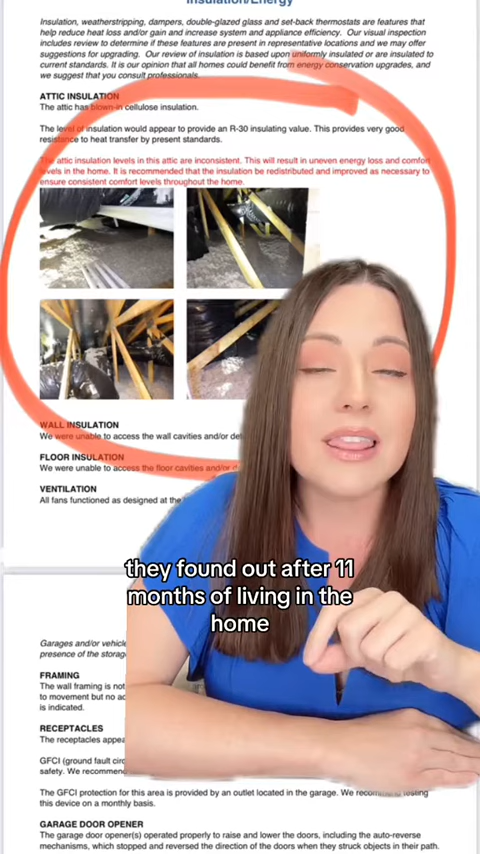 Insulation/Energy
Insulation, weatherstripping, dampers, double-glazed glass and set-back thermostats are features that
help reduce heat loss and/or gain and increase system and appliance efficiency. Our visual inspection
includes review to determine if these features are present in representative locations and we may offer
suggestions for upgrading. Our review of insulation is based upon uniformly insulated or are insulated to
current standards. It is our opinion that all homes could benefit from energy conservation upgrades, and
we suggest that you consult professionals.
ATTIC INSULATION
The attic has blown-in cellulose insulation.
The level of insulation would appear to provide an R-30 insulating value. This provides very good
resistance to heat transfer by present standards.
The attic insulation levels in this attic are inconsistent. This will result in uneven energy loss and comfort
levels in the home. It is recommended that the insulation be redistributed and improved as necessary to
ensure consistent comfort levels throughout the home.
WALL INSULATION
We were unable to access the wall cavities and/or
FLOOR INSULATION
We were unable to access the floor cavities and/or
VENTILATION
All fans functioned as designed at the
they found out after 11
months of living in the
home
Garages and/or
presence of the
FRAMING
The wall framing is not
to movement but no
is indicated.
RECEPTACLES
The receptacles
GFCI (ground fault
safety. We
The GFCI protection for this area is provided by an outlet located in the garage. We testing
this device on a monthly basis.
GARAGE DOOR OPENER
The garage door opener(s) operated properly to raise and lower the doors, including the auto-reverse
mechanisms, which stopped and reversed the direction of the doors when they struck objects in their path.